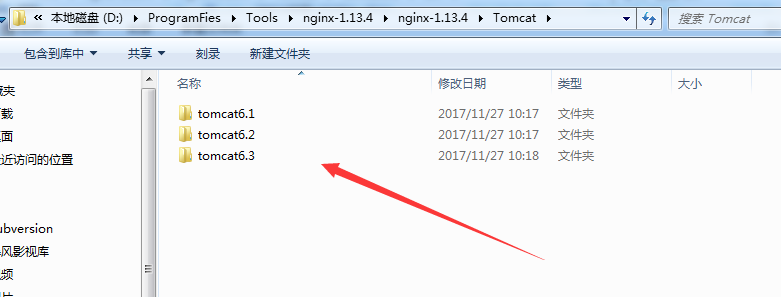 « 本地磁盘 (D:) ▸ ProgramFies ▸ Tools ▸ nginx-1.13.4 ▸ nginx-1.13.4 ▸ Tomcat ▸
搜索 Tomcat
包含到库中 共享 刻录 新建文件夹
名称 修改日期 类型 大小
tomcat6.1 2017/11/27 10:17 文件夹
tomcat6.2 2017/11/27 10:17 文件夹
tomcat6.3 2017/11/27 10:18 文件夹
藏夹
载
面
近访问的位置
ubversion
风影视库
频